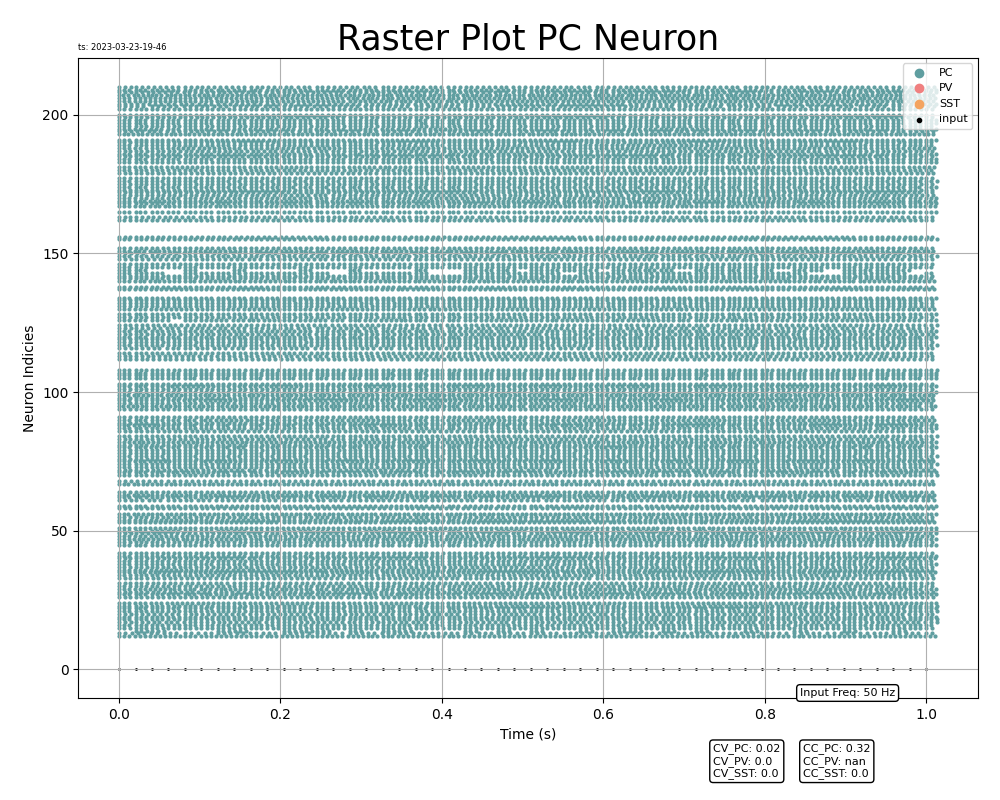 Raster Plot PC Neuron
ts: 2023-03-23-19-46
PC
PV
SST
input
200
150
100
50
0
Neuron Indicies
0.0 0.2 0.4 0.6 0.8 1.0
Time (s)
Input Freq: 50 Hz
CV_PC: 0.02
CV_PV: 0.0
CV_SST: 0.0
CC_PC: 0.32
CC_PV: nan
CC_SST: 0.0